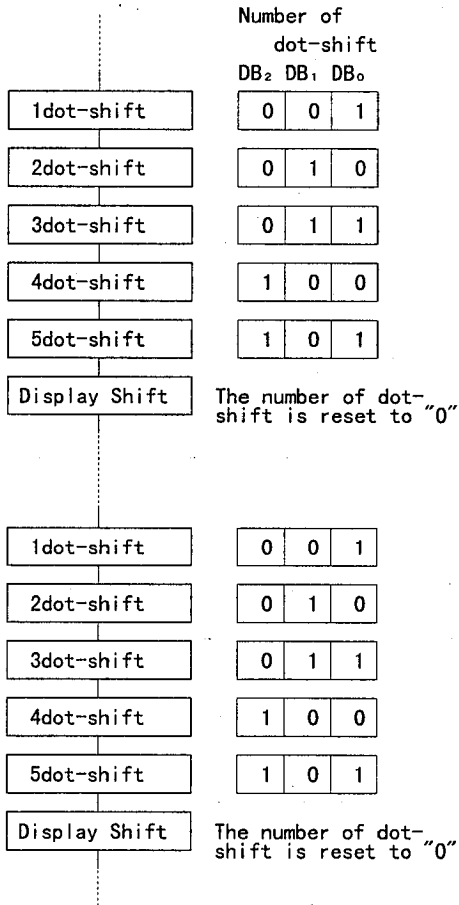 Number of
dot-shift
DB₂ DB₁ DB₀
1dot-shift 0 0 1
2dot-shift 0 1 0
3dot-shift 0 1 1
4dot-shift 1 0 0
5dot-shift 1 0 1
Display Shift The number of dot-
shift is reset to "0"
1dot-shift 0 0 1
2dot-shift 0 1 0
3dot-shift 0 1 1
4dot-shift 1 0 0
5dot-shift 1 0 1
Display Shift The number of dot-
shift is reset to "0"